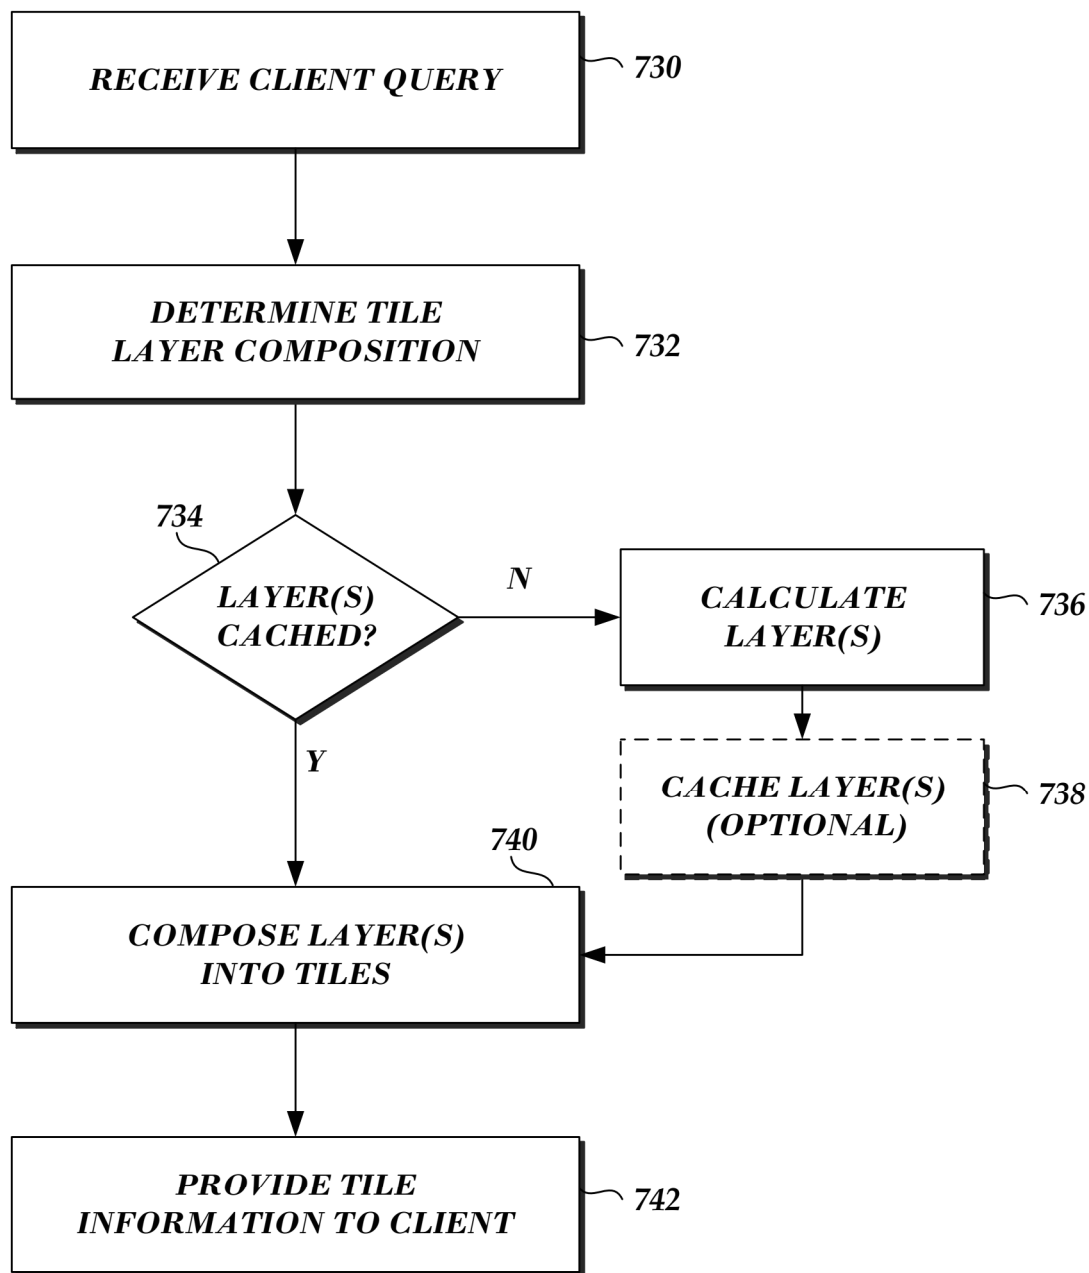 RECEIVE CLIENT QUERY
730
DETERMINE TILE
LAYER COMPOSITION
732
734
LAYER(S)
CACHED?
N
CALCULATE
LAYER(S)
736
Y
CACHE LAYER(S)
(OPTIONAL)
738
740
COMPOSE LAYER(S)
INTO TILES
PROVIDE TILE
INFORMATION TO CLIENT
742